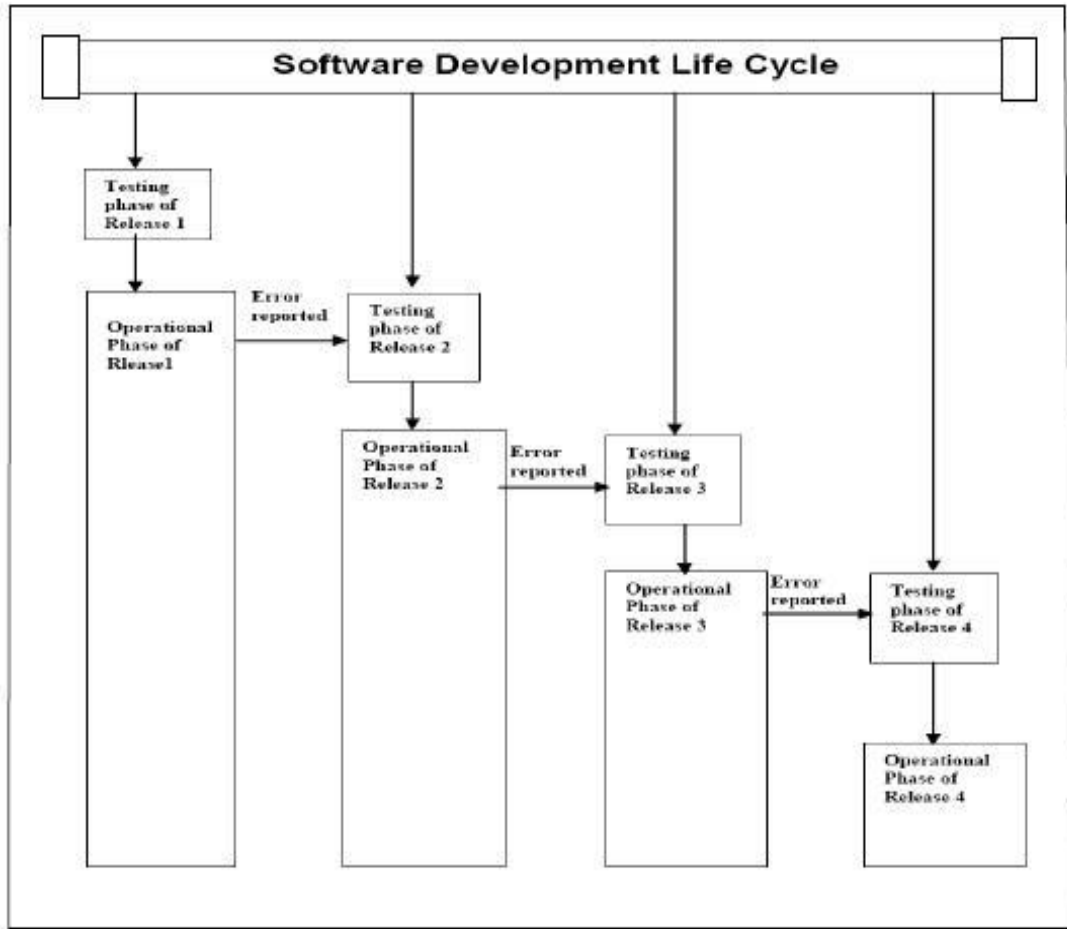 Software Development Life Cycle
Testing
phase of
Release 1
Operational
Phase of
Rlease1
Error
reported
Testing
phase of
Release 2
Operational
Phase of
Release 2
Error
reported
Testing
phase of
Release 3
Operational
Phase of
Release 3
Error
reported
Testing
phase of
Release 4
Operational
Phase of
Release 4